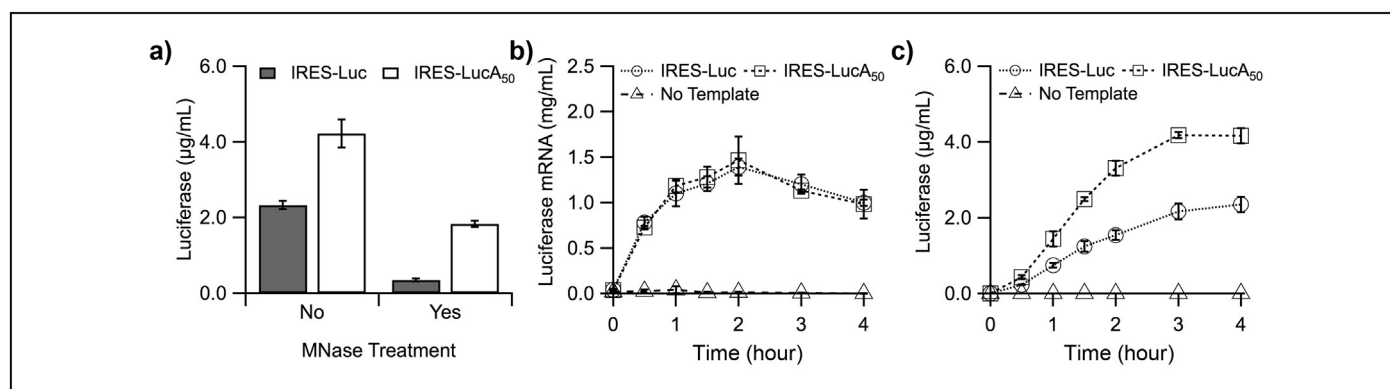 a)
6.0
4.0
2.0
0.0
Luciferase (µg/mL)
IRES-Luc
IRES-LucA50
No
Yes
MNase Treatment
b)
2.5
2.0
1.5
1.0
0.5
0.0
Luciferase mRNA (mg/mL)
IRES-Luc
IRES-LucA50
No Template
0
1
2
3
4
Time (hour)
c)
6.0
4.0
2.0
0.0
Luciferase (µg/mL)
IRES-Luc
IRES-LucA50
No Template
0
1
2
3
4
Time (hour)